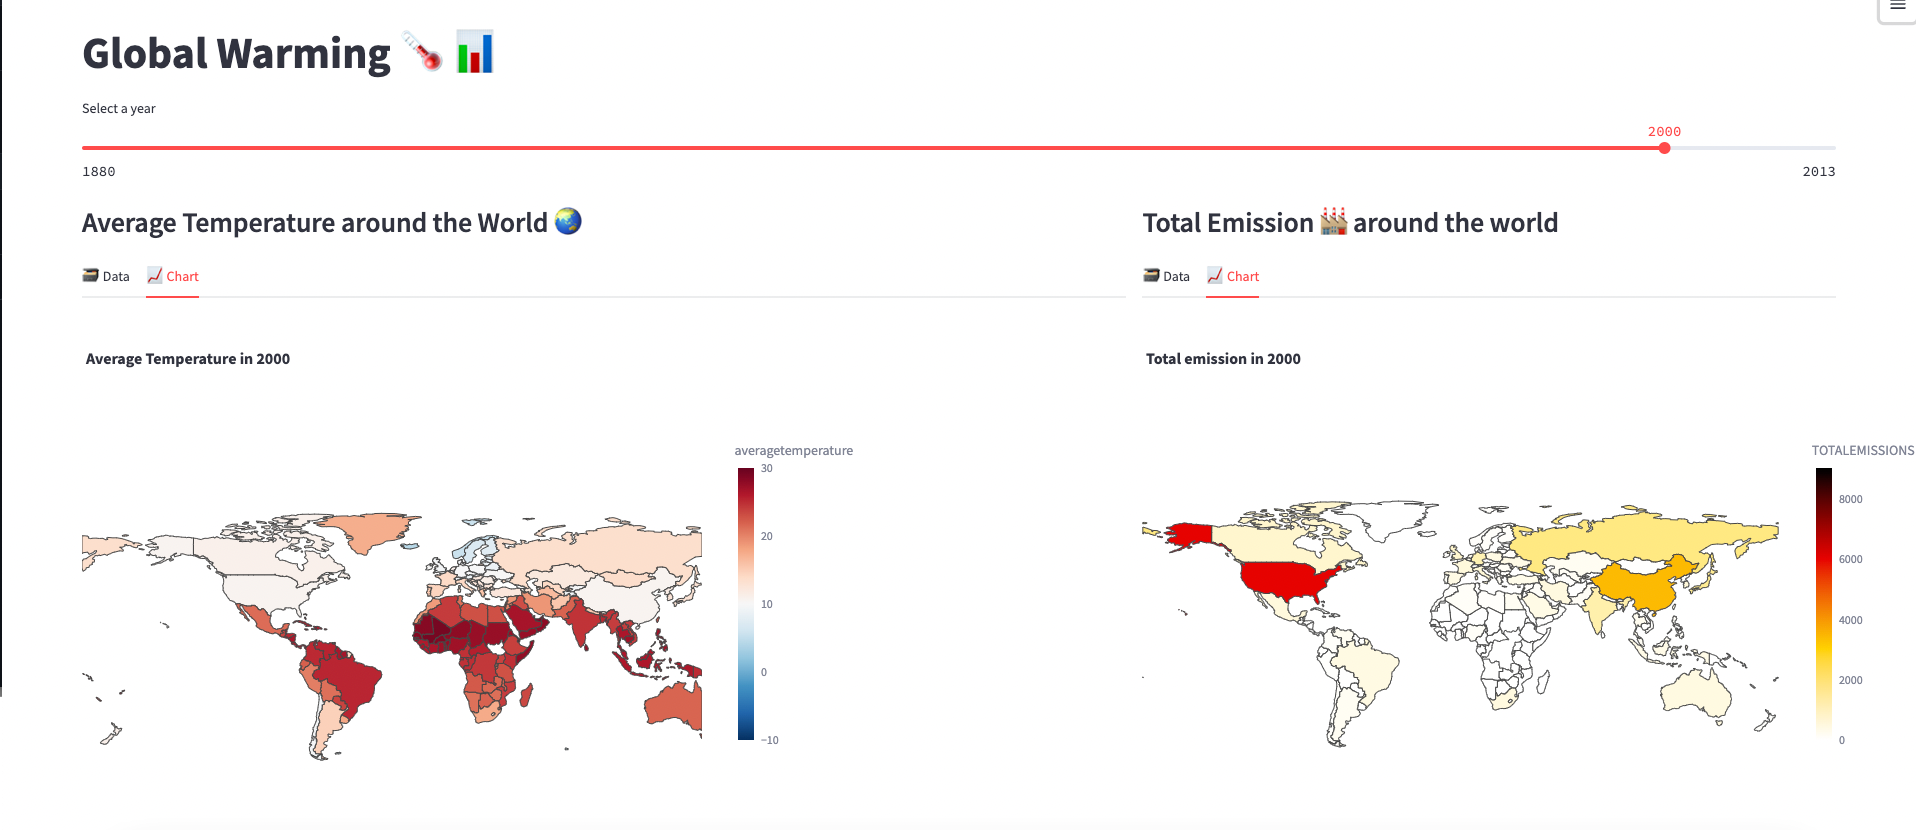 Global Warming 🌡️ 📊
Select a year
2000
1880
2013
Average Temperature around the World 🌏
🗃️ Data
📈 Chart
Average Temperature in 2000
averagetemperature
30
20
10
0
−10
Total Emission 🏭 around the world
🗃️ Data
📈 Chart
Total emission in 2000
TOTALEMISSIONS
8000
6000
4000
2000
0